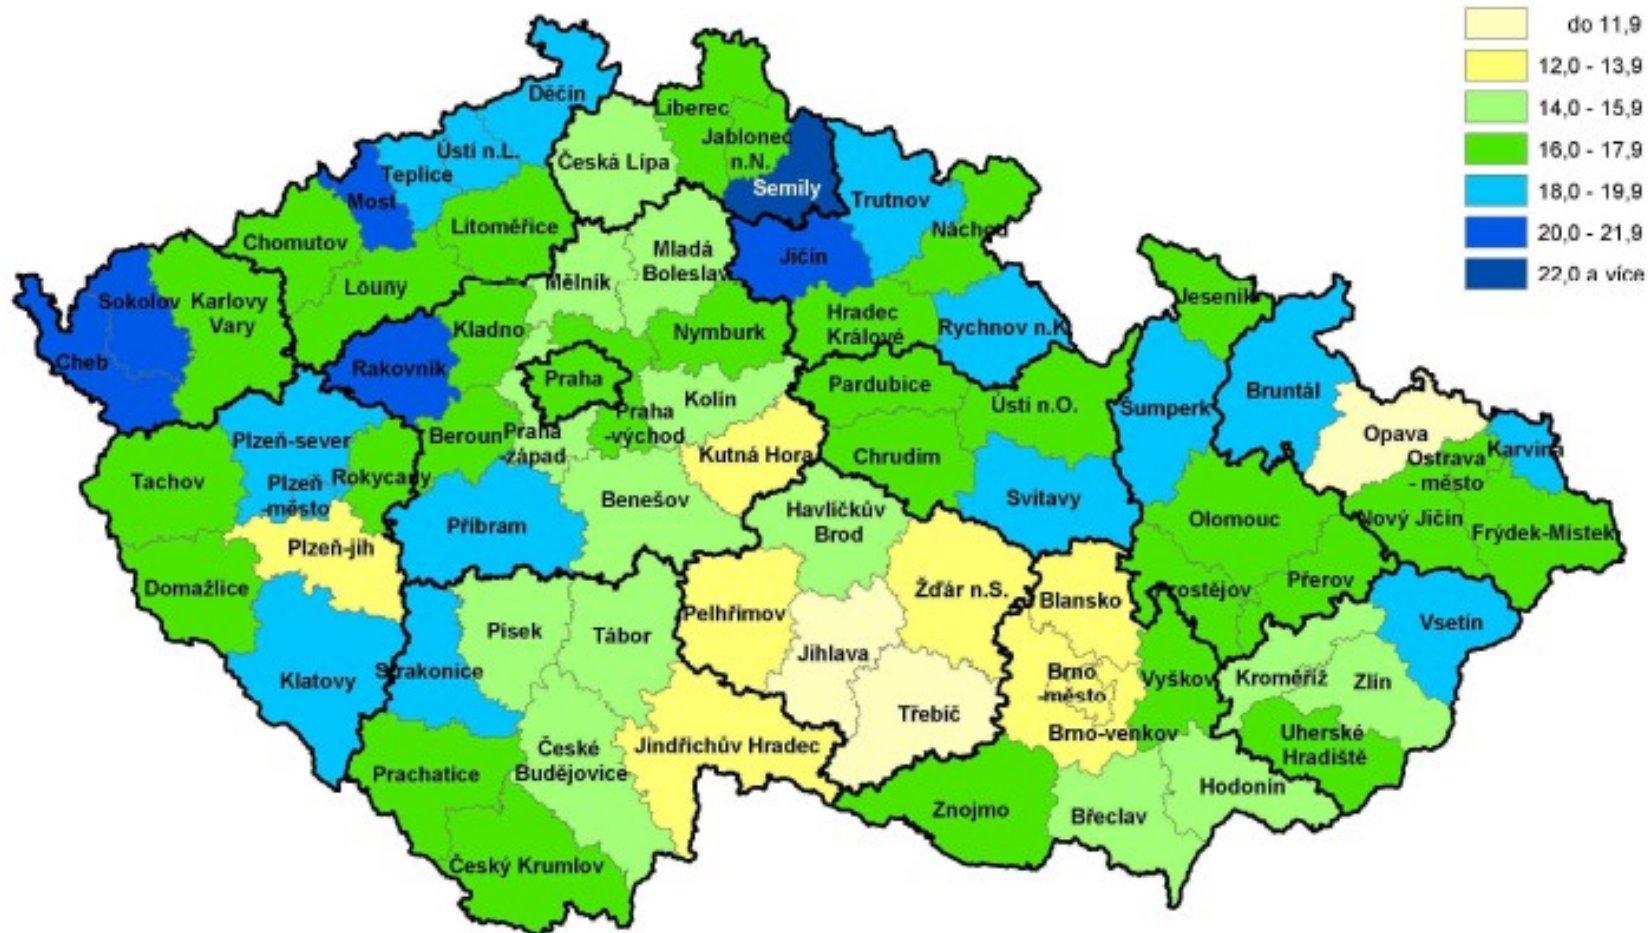 do 11,9
12,0 - 13,9
14,0 - 15,9
16,0 - 17,9
18,0 - 19,9
20,0 - 21,9
22,0 a více
Děčín
Liberec
Ústí n.L.
Jablonec
n.N.
Česká Lípa
Teplice
Semily
Most
Trutnov
Litoměřice
Náchod
Chomutov
Mladá
Boleslav
Jičín
Mělník
Louny
Sokolov
Karlovy
Vary
Jeseník
Hradec
Králové
Rychnov n.K
Kladno
Nymburk
Cheb
Rakovník
Praha
Pardubice
Bruntál
Kolín
Ústí n.O.
Šumperk
Praha
-východ
Praha
-západ
Beroun
Plzeň-sever
Opava
Karviná
Kutná Hora
Chrudim
Ostrava
- město
Tachov
Rokycany
Plzeň
-město
Benešov
Svitavy
Havlíčkův
Brod
Příbram
Olomouc
Nový Jičín
Frýdek-Místek
Plzeň-jih
Domažlice
Prostějov
Přerov
Žďár n.S.
Blansko
Pelhřimov
Písek
Tábor
Vsetín
Jihlava
Strakonice
Klatovy
Brno
-město
Vyškov
Kroměříž
Zlín
Třebíč
Brno-venkov
Uherské
Hradiště
Jindřichův Hradec
České
Budějovice
Prachatice
Hodonín
Znojmo
Břeclav
Český Krumlov